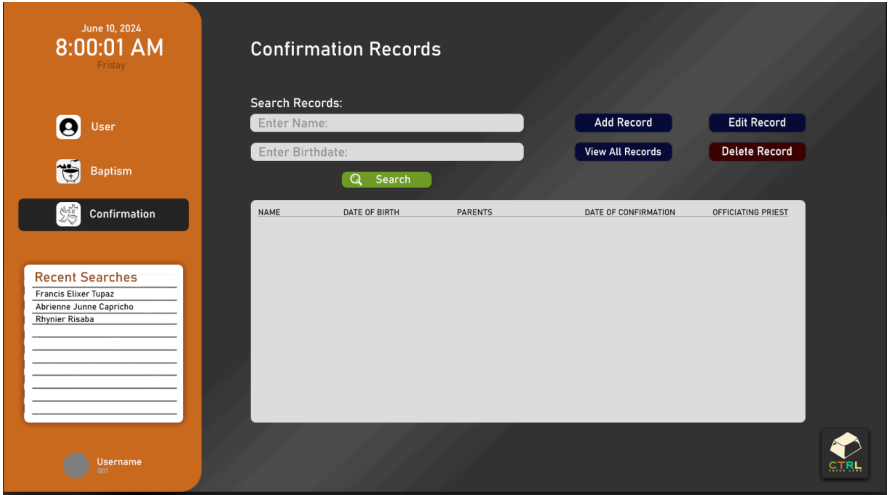 June 10, 2024
8:00:01 AM
Friday
User
Baptism
Confirmation
Recent Searches
Francis Elixer Tupaz
Abrienne Junne Capricho
Rhynier Risaba
Username
001
Confirmation Records
Search Records:
Enter Name:
Enter Birthdate:
Search
Add Record
Edit Record
View All Records
Delete Record
NAME DATE OF BIRTH PARENTS DATE OF CONFIRMATION OFFICIATING PRIEST
CTRL